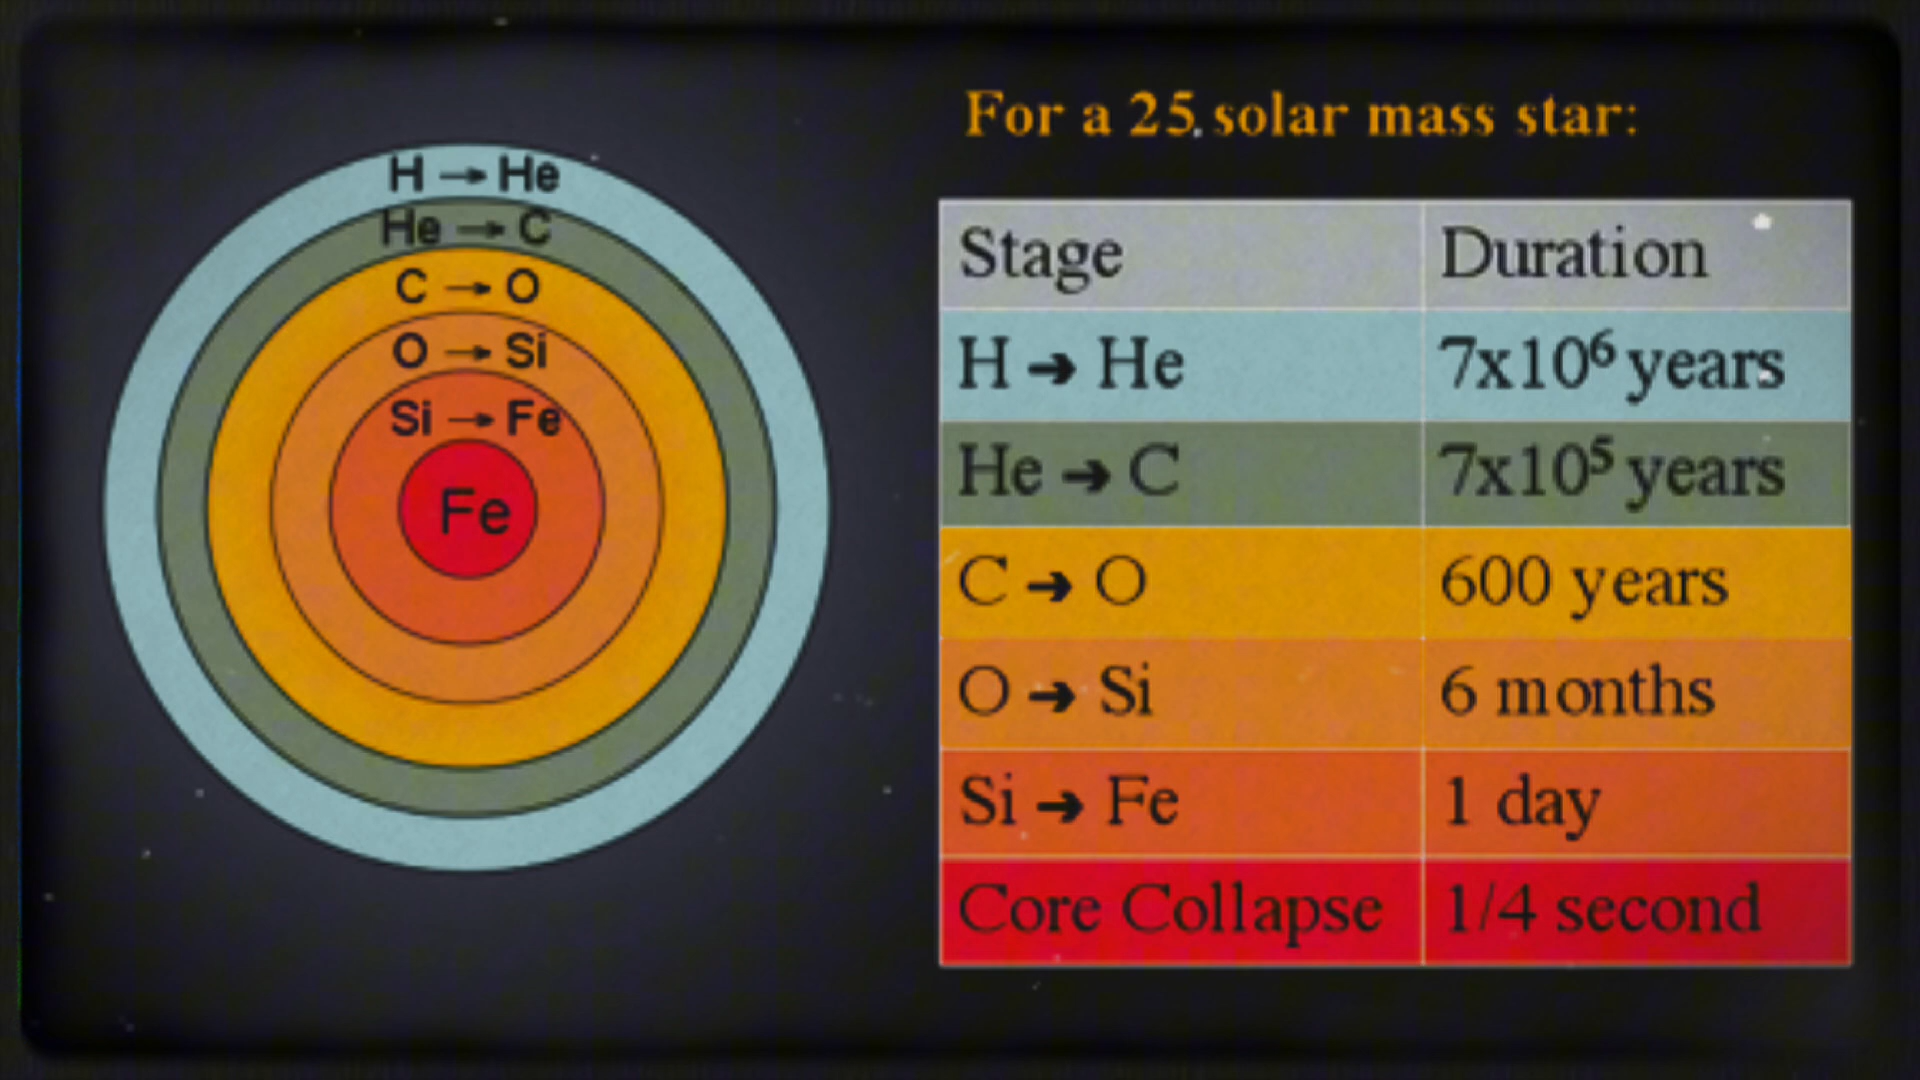 H → He
He → C
C → O
O → Si
Si → Fe
Fe
For a 25 solar mass star:
Stage Duration
H → He 7x10⁶ years
He → C 7x10⁵ years
C → O 600 years
O → Si 6 months
Si → Fe 1 day
Core Collapse 1/4 second